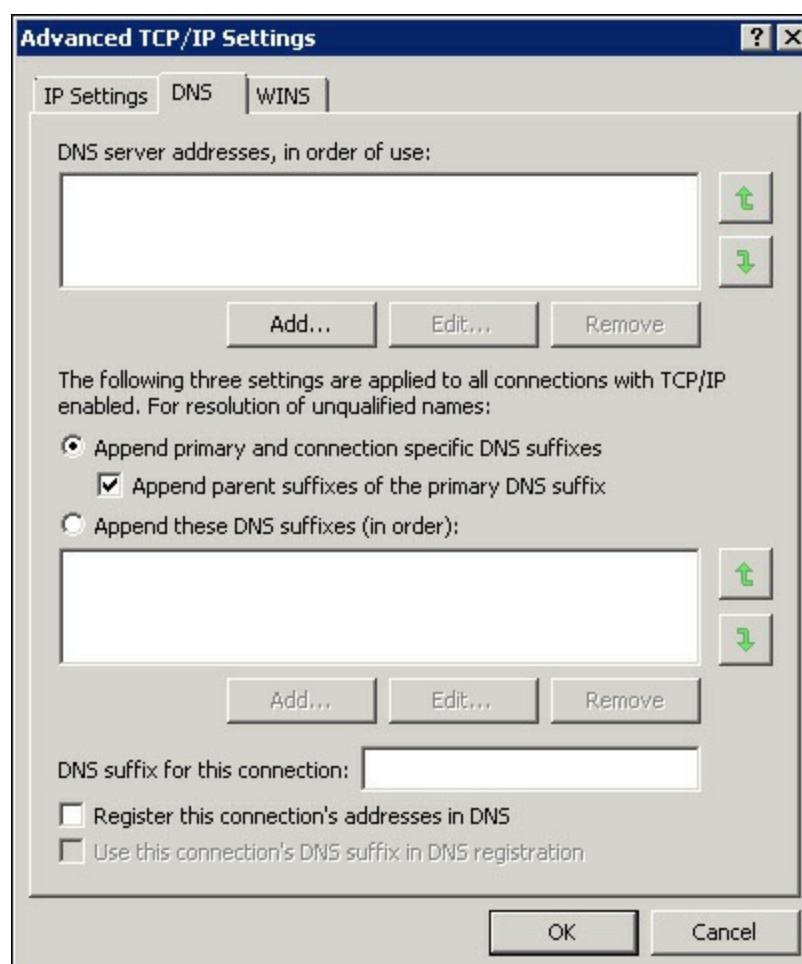 Advanced TCP/IP Settings
IP Settings DNS WINS
DNS server addresses, in order of use:
Add... Edit... Remove
The following three settings are applied to all connections with TCP/IP
enabled. For resolution of unqualified names:
Append primary and connection specific DNS suffixes
Append parent suffixes of the primary DNS suffix
Append these DNS suffixes (in order):
Add... Edit... Remove
DNS suffix for this connection:
Register this connection's addresses in DNS
Use this connection's DNS suffix in DNS registration
OK Cancel